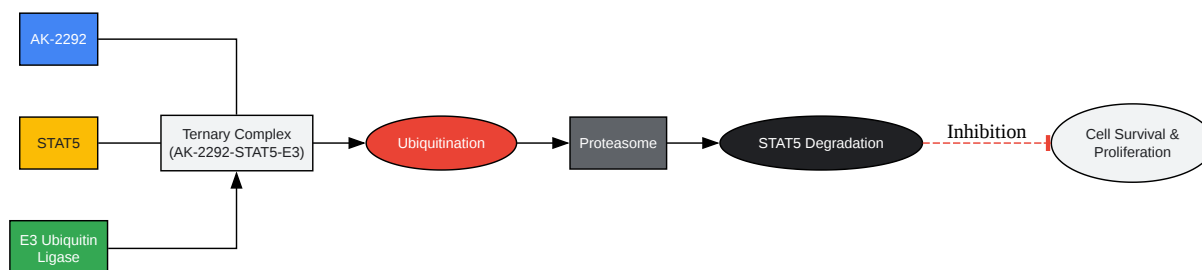 AK-2292
STAT5
E3 Ubiquitin
Ligase
Ternary Complex
(AK-2292-STAT5-E3)
Ubiquitination
Proteasome
STAT5 Degradation
Inhibition
Cell Survival &
Proliferation